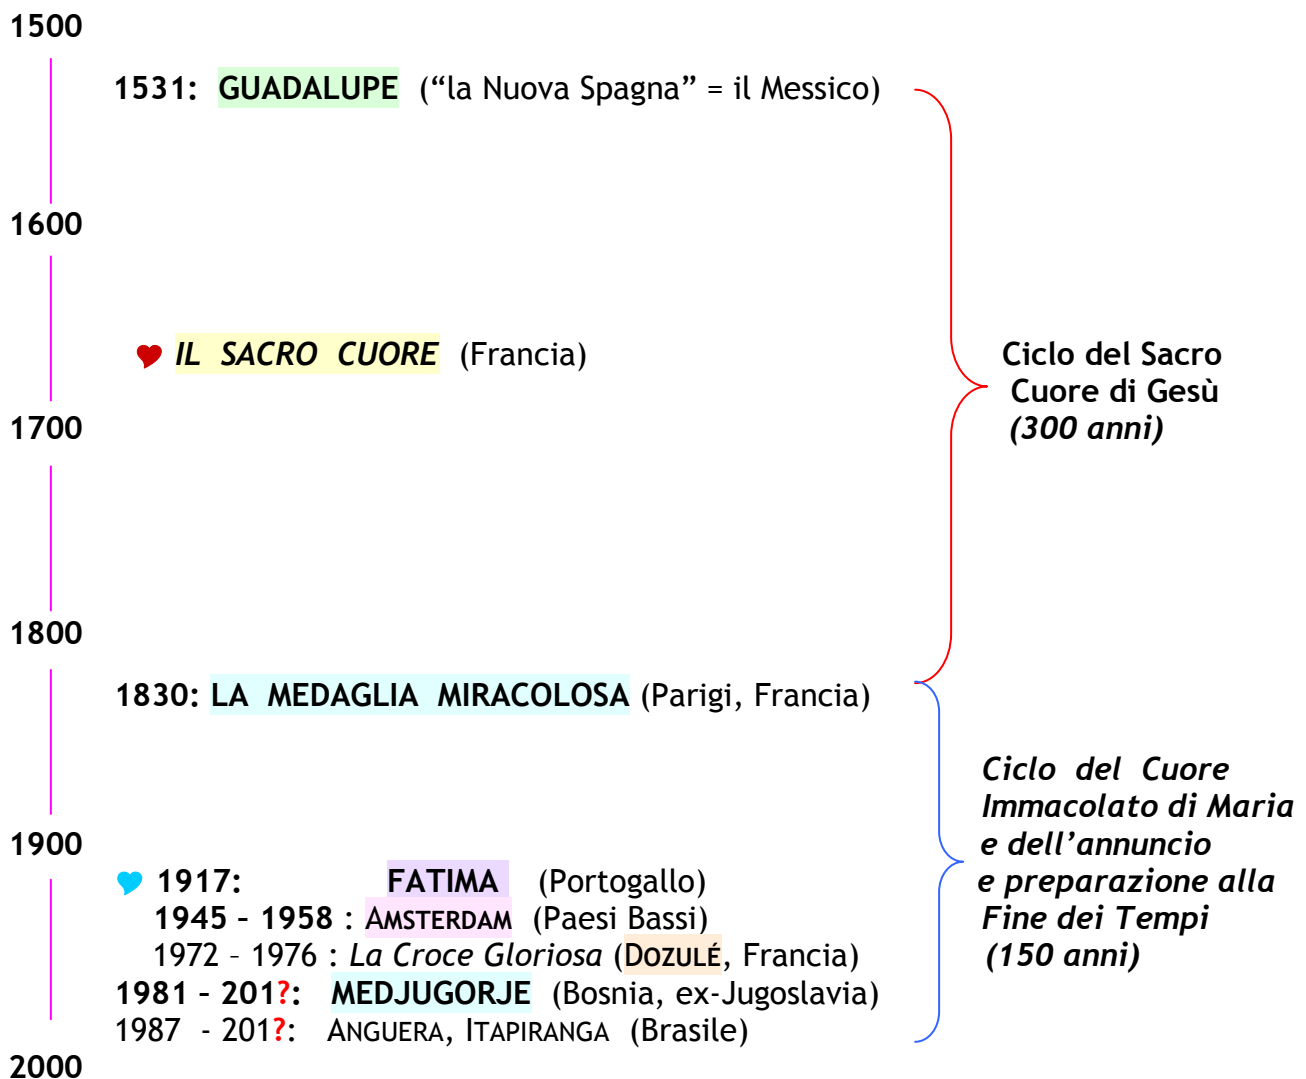 1500
1531: GUADALUPE (“la Nuova Spagna” = il Messico)
1600
IL SACRO CUORE (Francia)
Ciclo del Sacro
Cuore di Gesù
(300 anni)
1700
1800
1830: LA MEDAGLIA MIRACOLOSA (Parigi, Francia)
Ciclo del Cuore
Immacolato di Maria
e dell’annuncio
e preparazione alla
Fine dei Tempi
(150 anni)
1900
1917: FATIMA (Portogallo)
1945 – 1958 : AMSTERDAM (Paesi Bassi)
1972 – 1976 : La Croce Gloriosa (DOZULÉ, Francia)
1981 – 201?: MEDJUGORJE (Bosnia, ex-Jugoslavia)
1987 - 201?: ANGUERA, ITAPIRANGA (Brasile)
2000